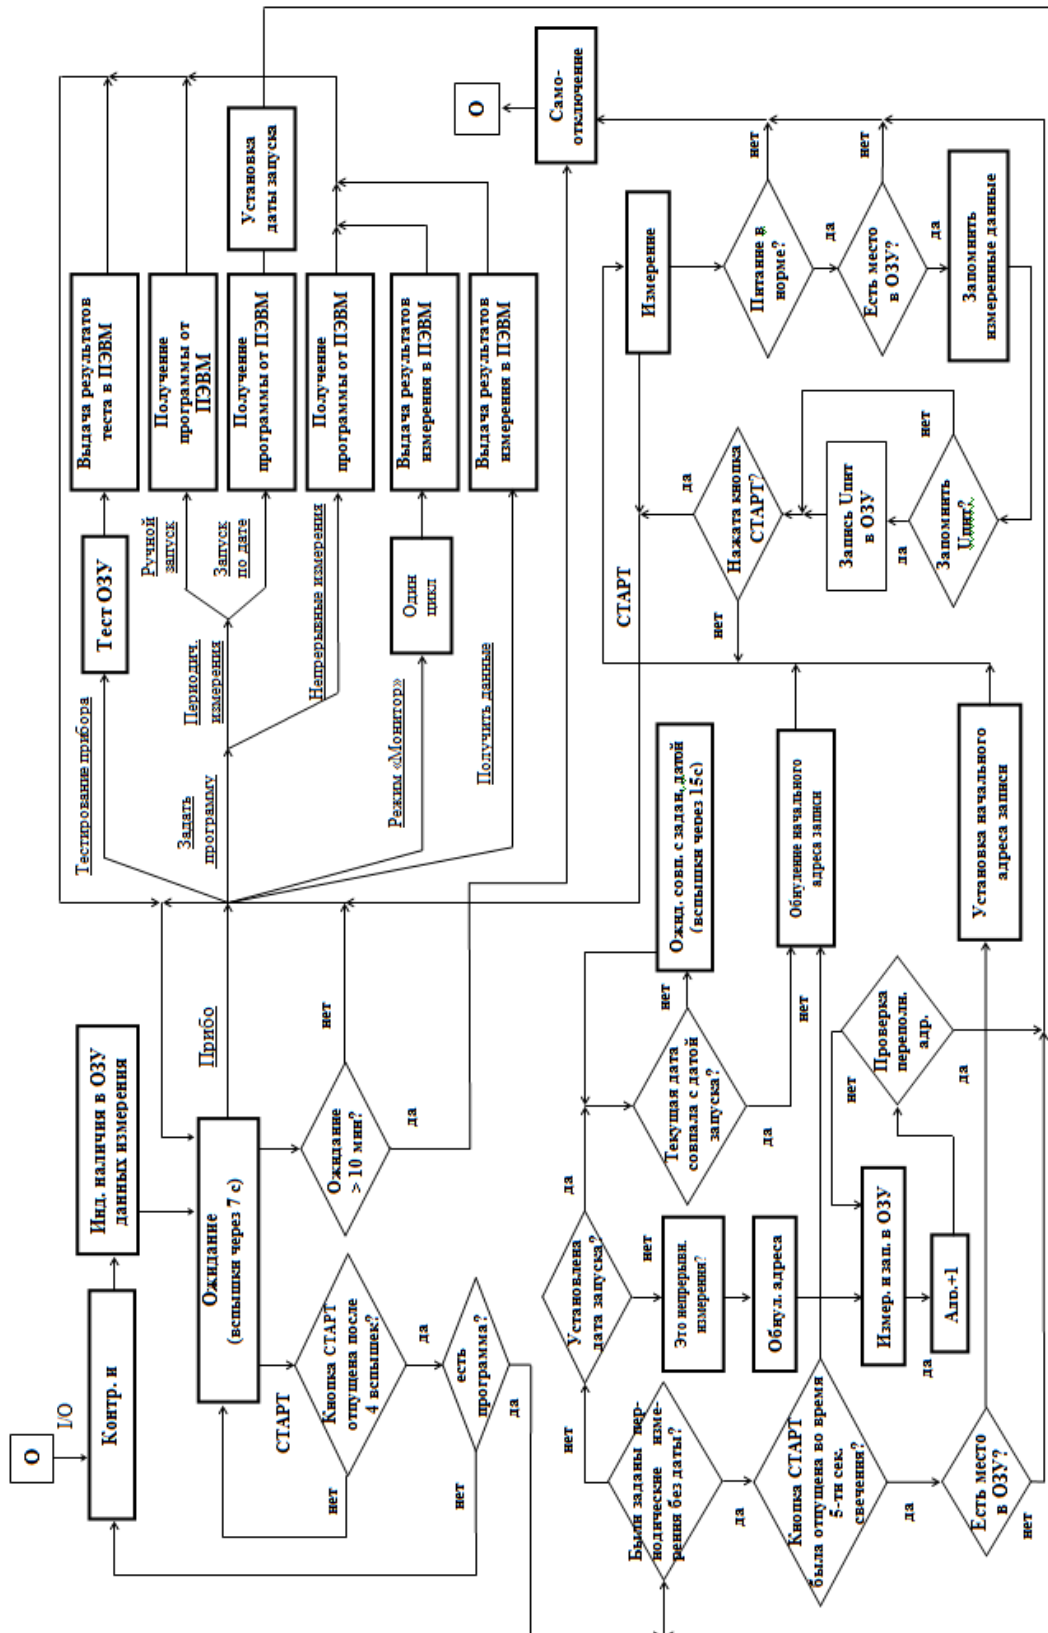 О
I/O
Контр. и
Инд. наличия в ОЗУ
данных измерения
Ожидание
(вспышки через 7 с)
СТАРТ
Кнопка СТАРТ
отпущена после
4 вспышек?
нет
да
есть
программа?
нет
да
Ожидание
> 10 мин?
нет
да
Прибо
Тестирование прибора
Задать
программу
Периодич.
измерения
Ручной
запуск
Запуск
по дате
Непрерывные измерения
Режим «Монитор»
Получить данные
Тест ОЗУ
Один
цикл
Выдача результатов
теста в ПЭВМ
Получение
программы от
ПЭВМ
Получение
программы от ПЭВМ
Получение
программы от ПЭВМ
Выдача результатов
измерения в ПЭВМ
Выдача результатов
измерения в ПЭВМ
Установка
даты запуска
О
Само-
отключение
Были заданы пер-
иодические изме-
рения без даты?
нет
да
Установлена
дата запуска?
да
нет
Это непрерывн.
измерения?
Обнул. адреса
Кнопка СТАРТ
была отпущена во время
5-ти сек.
свечения?
да
нет
Есть место
в ОЗУ?
нет
да
Измер. и зап. в ОЗУ
Адр.+1
Проверка
переполн.
адр.
нет
да
Текущая дата
совпала с датой
запуска?
нет
да
Ожид. совп. с задан. датой
(вспышки через 15с)
Обнуление начального
адреса записи
Установка начального
адреса записи
СТАРТ
Нажата кнопка
СТАРТ?
да
нет
Запись Uпит
в ОЗУ
Запомнить
Uпит?
да
нет
Измерение
Питание в
норме?
нет
да
Есть место
в ОЗУ?
нет
да
Запомнить
измеренные данные